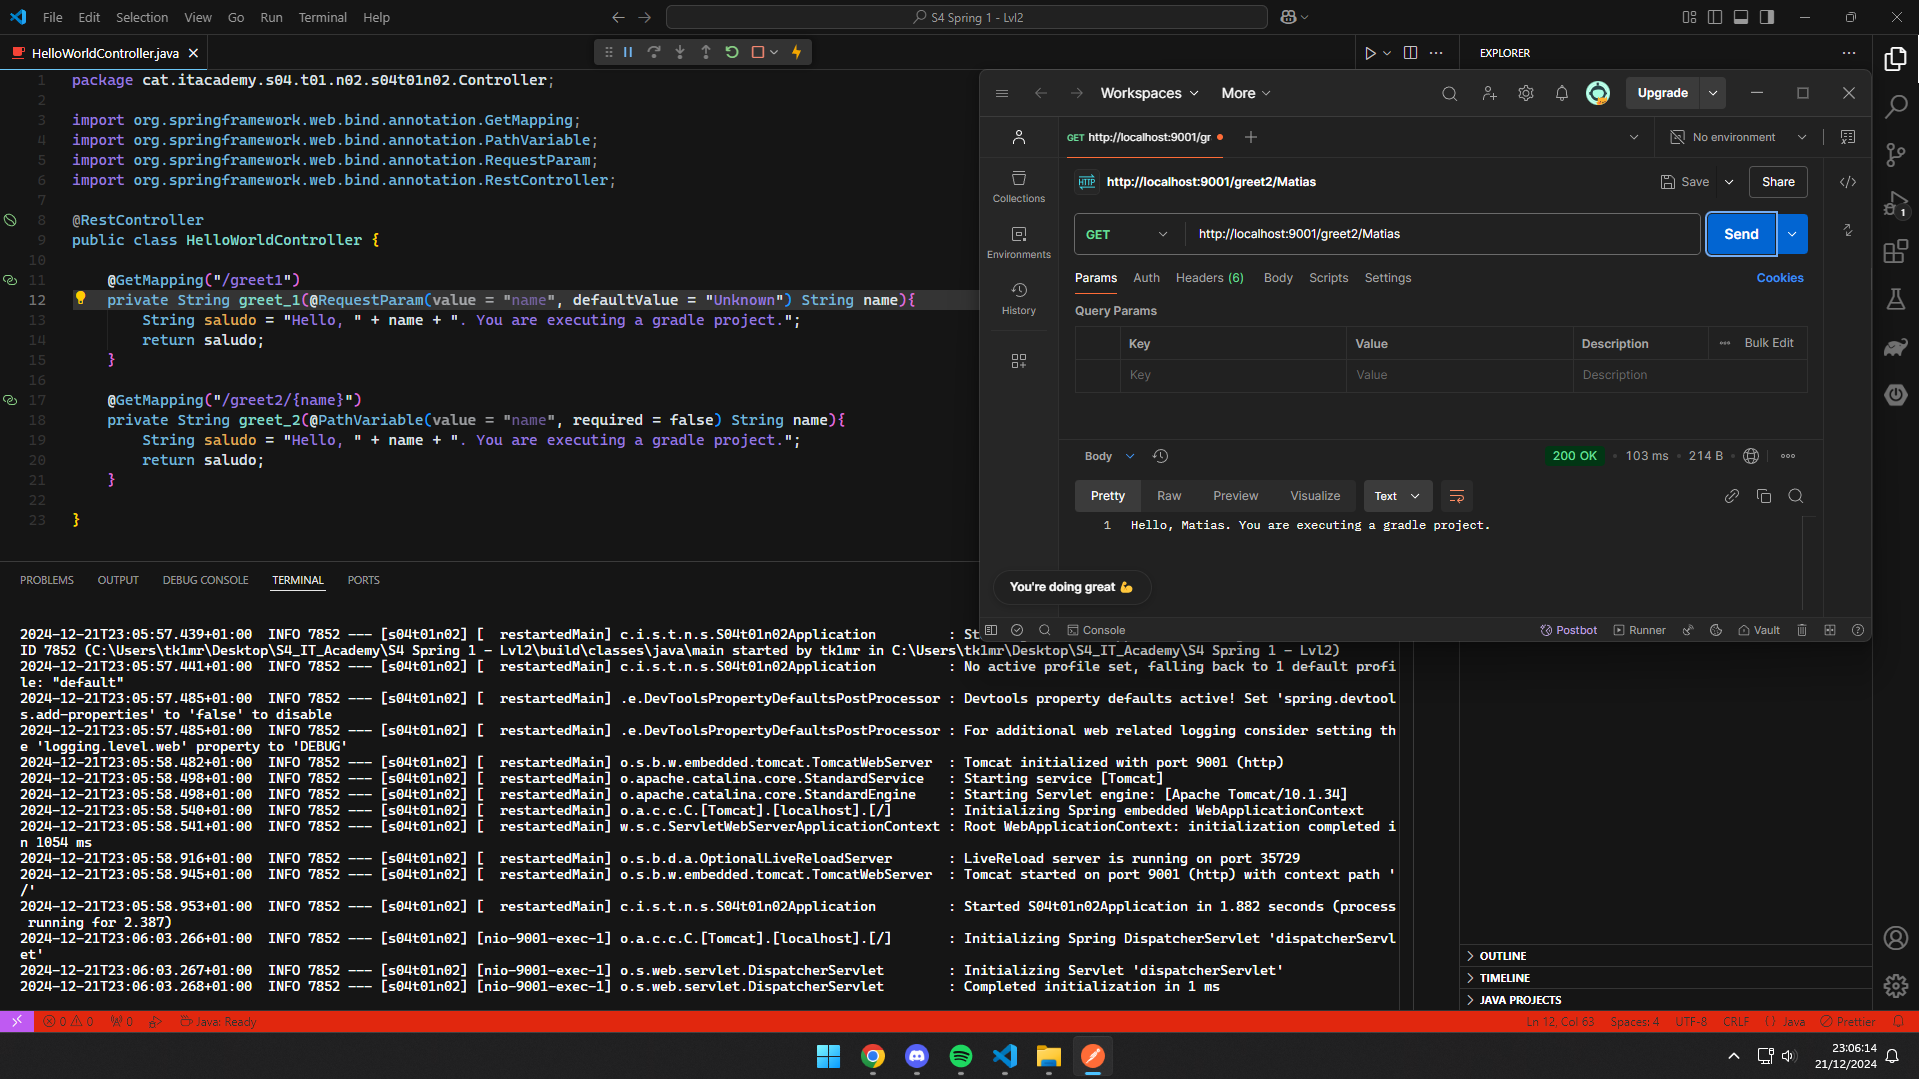 File Edit Selection View Go Run Terminal Help
S4 Spring 1 - Lvl2
HelloWorldController.java
EXPLORER
1 package cat.itacademy.s04.t01.n02.s04t01n02.Controller;
2
3 import org.springframework.web.bind.annotation.GetMapping;
4 import org.springframework.web.bind.annotation.PathVariable;
5 import org.springframework.web.bind.annotation.RequestParam;
6 import org.springframework.web.bind.annotation.RestController;
7
8 @RestController
9 public class HelloWorldController {
10
11 @GetMapping("/greet1")
12 private String greet_1(@RequestParam(value = "name", defaultValue = "Unknown") String name){
13 String saludo = "Hello, " + name + ". You are executing a gradle project.";
14 return saludo;
15 }
16
17 @GetMapping("/greet2/{name}")
18 private String greet_2(@PathVariable(value = "name", required = false) String name){
19 String saludo = "Hello, " + name + ". You are executing a gradle project.";
20 return saludo;
21 }
22
23 }
Workspaces More Upgrade
GET http://localhost:9001/gr No environment
HTTP http://localhost:9001/greet2/Matias Save Share
Collections
Environments
History
GET http://localhost:9001/greet2/Matias Send
Params Auth Headers (6) Body Scripts Settings Cookies
Query Params
Key Value Description Bulk Edit
Key Value Description
Body 200 OK 103 ms 214 B
Pretty Raw Preview Visualize Text
1 Hello, Matias. You are executing a gradle project.
You're doing great 💪
Console Postbot Runner Vault
1
PROBLEMS OUTPUT DEBUG CONSOLE TERMINAL PORTS
2024-12-21T23:05:57.439+01:00  INFO 7852 --- [s04t01n02] [  restartedMain] c.i.s.t.n.s.S04t01n02Application         : St
ID 7852 (C:\Users\tk1mr\Desktop\S4_IT_Academy\S4 Spring 1 - Lvl2\build\classes\java\main started by tk1mr in C:\Users\tk1mr\Desktop\S4_IT_Academy\S4 Spring 1 - Lvl2)
2024-12-21T23:05:57.441+01:00  INFO 7852 --- [s04t01n02] [  restartedMain] c.i.s.t.n.s.S04t01n02Application         : No active profile set, falling back to 1 default profi
le: "default"
2024-12-21T23:05:57.485+01:00  INFO 7852 --- [s04t01n02] [  restartedMain] .e.DevToolsPropertyDefaultsPostProcessor : Devtools property defaults active! Set 'spring.devtool
s.add-properties' to 'false' to disable
2024-12-21T23:05:57.485+01:00  INFO 7852 --- [s04t01n02] [  restartedMain] .e.DevToolsPropertyDefaultsPostProcessor : For additional web related logging consider setting th
e 'logging.level.web' property to 'DEBUG'
2024-12-21T23:05:58.482+01:00  INFO 7852 --- [s04t01n02] [  restartedMain] o.s.b.w.embedded.tomcat.TomcatWebServer  : Tomcat initialized with port 9001 (http)
2024-12-21T23:05:58.498+01:00  INFO 7852 --- [s04t01n02] [  restartedMain] o.apache.catalina.core.StandardService   : Starting service [Tomcat]
2024-12-21T23:05:58.498+01:00  INFO 7852 --- [s04t01n02] [  restartedMain] o.apache.catalina.core.StandardEngine    : Starting Servlet engine: [Apache Tomcat/10.1.34]
2024-12-21T23:05:58.540+01:00  INFO 7852 --- [s04t01n02] [  restartedMain] o.a.c.c.C.[Tomcat].[localhost].[/]       : Initializing Spring embedded WebApplicationContext
2024-12-21T23:05:58.541+01:00  INFO 7852 --- [s04t01n02] [  restartedMain] w.s.c.ServletWebServerApplicationContext : Root WebApplicationContext: initialization completed i
n 1054 ms
2024-12-21T23:05:58.916+01:00  INFO 7852 --- [s04t01n02] [  restartedMain] o.s.b.d.a.OptionalLiveReloadServer       : LiveReload server is running on port 35729
2024-12-21T23:05:58.945+01:00  INFO 7852 --- [s04t01n02] [  restartedMain] o.s.b.w.embedded.tomcat.TomcatWebServer  : Tomcat started on port 9001 (http) with context path '
/'
2024-12-21T23:05:58.953+01:00  INFO 7852 --- [s04t01n02] [  restartedMain] c.i.s.t.n.s.S04t01n02Application         : Started S04t01n02Application in 1.882 seconds (process
running for 2.387)
2024-12-21T23:06:03.266+01:00  INFO 7852 --- [s04t01n02] [nio-9001-exec-1] o.a.c.c.C.[Tomcat].[localhost].[/]       : Initializing Spring DispatcherServlet 'dispatcherServl
et'
2024-12-21T23:06:03.267+01:00  INFO 7852 --- [s04t01n02] [nio-9001-exec-1] o.s.web.servlet.DispatcherServlet        : Initializing Servlet 'dispatcherServlet'
2024-12-21T23:06:03.268+01:00  INFO 7852 --- [s04t01n02] [nio-9001-exec-1] o.s.web.servlet.DispatcherServlet        : Completed initialization in 1 ms
OUTLINE
TIMELINE
JAVA PROJECTS
0 0 0 Java: Ready Ln 12, Col 63 Spaces: 4 UTF-8 CRLF {} Java Prettier
23:06:14
21/12/2024